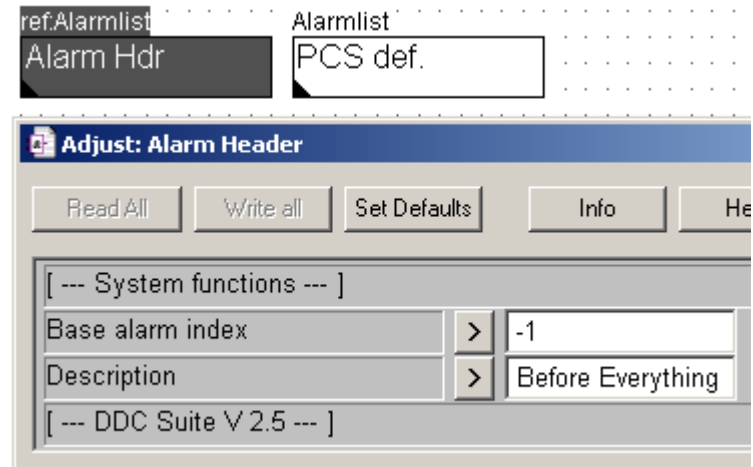 ref:Alarmlist Alarmlist
Alarm Hdr PCS def.
Adjust: Alarm Header
Read All Write all Set Defaults Info
[ --- System functions --- ]
Base alarm index > -1
Description > Before Everything
[ --- DDC Suite V 2.5 --- ]